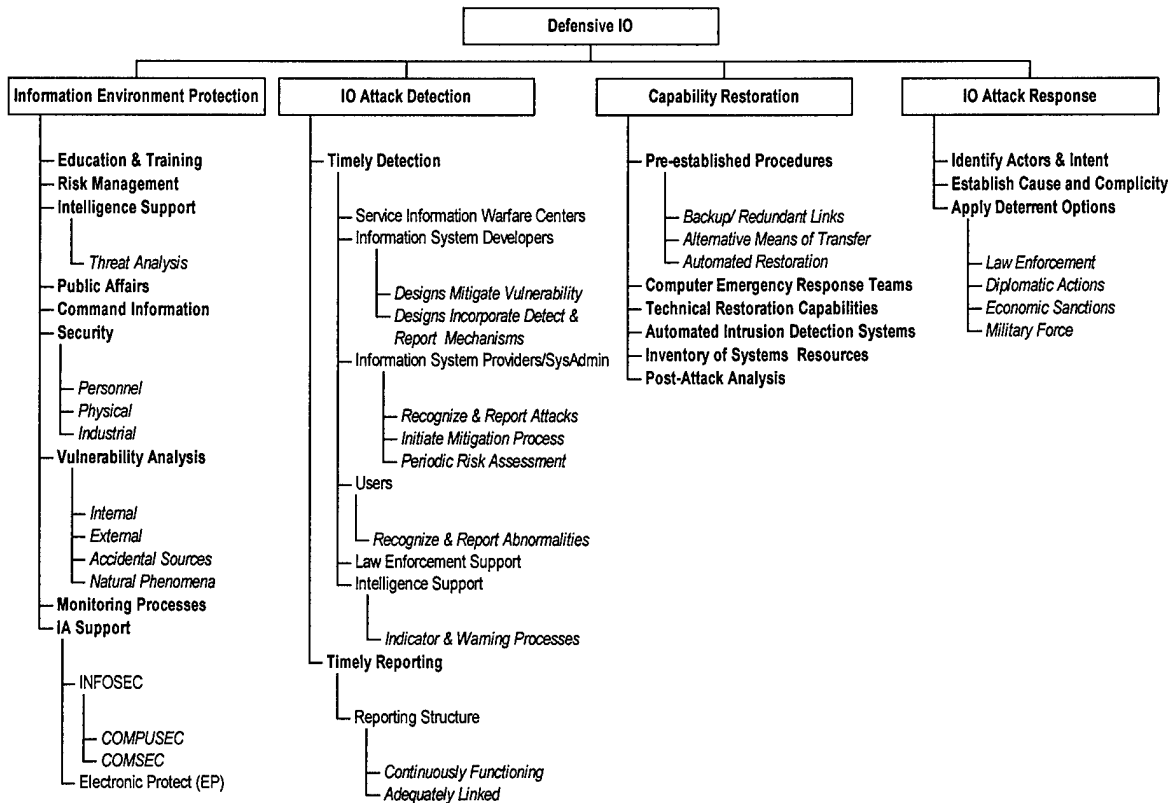 Defensive IO
Information Environment Protection
Education & Training
Risk Management
Intelligence Support
Threat Analysis
Public Affairs
Command Information
Security
Personnel
Physical
Industrial
Vulnerability Analysis
Internal
External
Accidental Sources
Natural Phenomena
Monitoring Processes
IA Support
INFOSEC
COMPUSEC
COMSEC
Electronic Protect (EP)
IO Attack Detection
Timely Detection
Service Information Warfare Centers
Information System Developers
Designs Mitigate Vulnerability
Designs Incorporate Detect &
Report Mechanisms
Information System Providers/SysAdmin
Recognize & Report Attacks
Initiate Mitigation Process
Periodic Risk Assessment
Users
Recognize & Report Abnormalities
Law Enforcement Support
Intelligence Support
Indicator & Warning Processes
Timely Reporting
Reporting Structure
Continuously Functioning
Adequately Linked
Capability Restoration
Pre-established Procedures
Backup/ Redundant Links
Alternative Means of Transfer
Automated Restoration
Computer Emergency Response Teams
Technical Restoration Capabilities
Automated Intrusion Detection Systems
Inventory of Systems Resources
Post-Attack Analysis
IO Attack Response
Identify Actors & Intent
Establish Cause and Complicity
Apply Deterrent Options
Law Enforcement
Diplomatic Actions
Economic Sanctions
Military Force